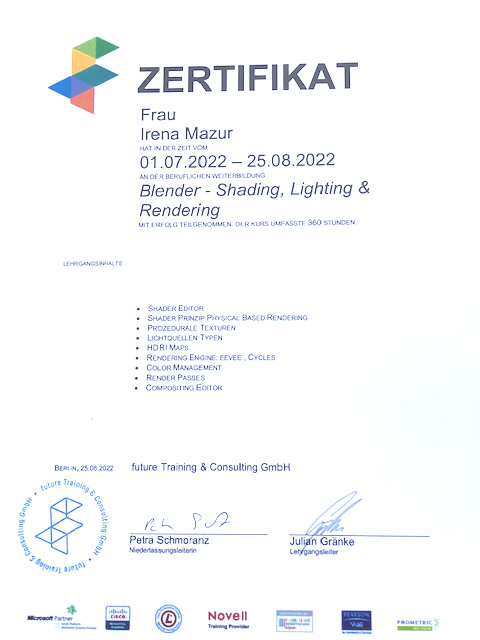 ZERTIFIKAT
Frau
Irena Mazur
HAT IN DER ZEIT VOM
01.07.2022 – 25.08.2022
AN DER BERUFLICHEN WEITERBILDUNG
Blender - Shading, Lighting &
Rendering
MIT ERFOLG TEILGENOMMEN. DER KURS UMFASSTE 360 STUNDEN.
LEHRGANGSINHALTE
• SHADER EDITOR
• SHADER PRINZIP PHYSICAL BASED RENDERING
• PROZEDURALE TEXTUREN
• LICHTQUELLEN TYPEN
• HDRI MAPS
• RENDERING ENGINE: EEVEE , CYCLES
• COLOR MANAGEMENT
• RENDER PASSES
• COMPOSITING EDITOR
BERLIN, 25.08.2022
future Training & Consulting GmbH
future Training & Consulting GmbH • future Training & Consulting GmbH •
Petra Schmoranz
Niederlassungsleiterin
Julian Gränke
Lehrgangsleiter
Microsoft Partner
CISCO
Novell
Training Provider
PEARSON
VUE
PROMETRIC